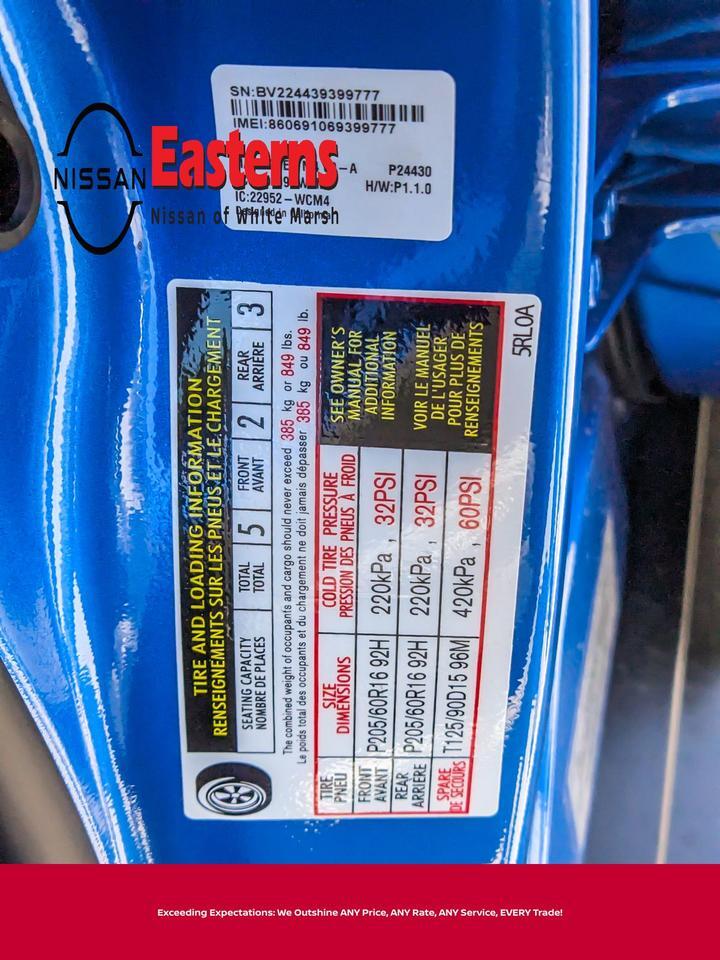 SN:BV224439399777
IMEI:860691069399777
-A P24430
H/W:P1.1.0
IC:22952-WCM4
Designed in California
NISSAN
Easterns
Nissan of White Marsh
TIRE AND LOADING INFORMATION
RENSEIGNEMENTS SUR LES PNEUS ET LE CHARGEMENT
SEATING CAPACITY TOTAL 5 FRONT 2 REAR 3
NOMBRE DE PLACES TOTAL AVANT ARRIÈRE
The combined weight of occupants and cargo should never exceed 385 kg or 849 lbs.
Le poids total des occupants et du chargement ne doit jamais dépasser 385 kg ou 849 lb.
TIRE SIZE COLD TIRE PRESSURE
PNEU DIMENSIONS PRESSION DES PNEUS À FROID
FRONT
AVANT P205/60R16 92H 220kPa , 32PSI
REAR
ARRIERE P205/60R16 92H 220kPa , 32PSI
SPARE
DE SECOURS T125/90D15 96M 420kPa , 60PSI
SEE OWNER'S
MANUAL FOR
ADDITIONAL
INFORMATION
VOIR LE MANUEL
DE L'USAGER
POUR PLUS DE
RENSEIGNEMENTS
5RL0A
Exceeding Expectations: We Outshine ANY Price, ANY Rate, ANY Service, EVERY Trade!